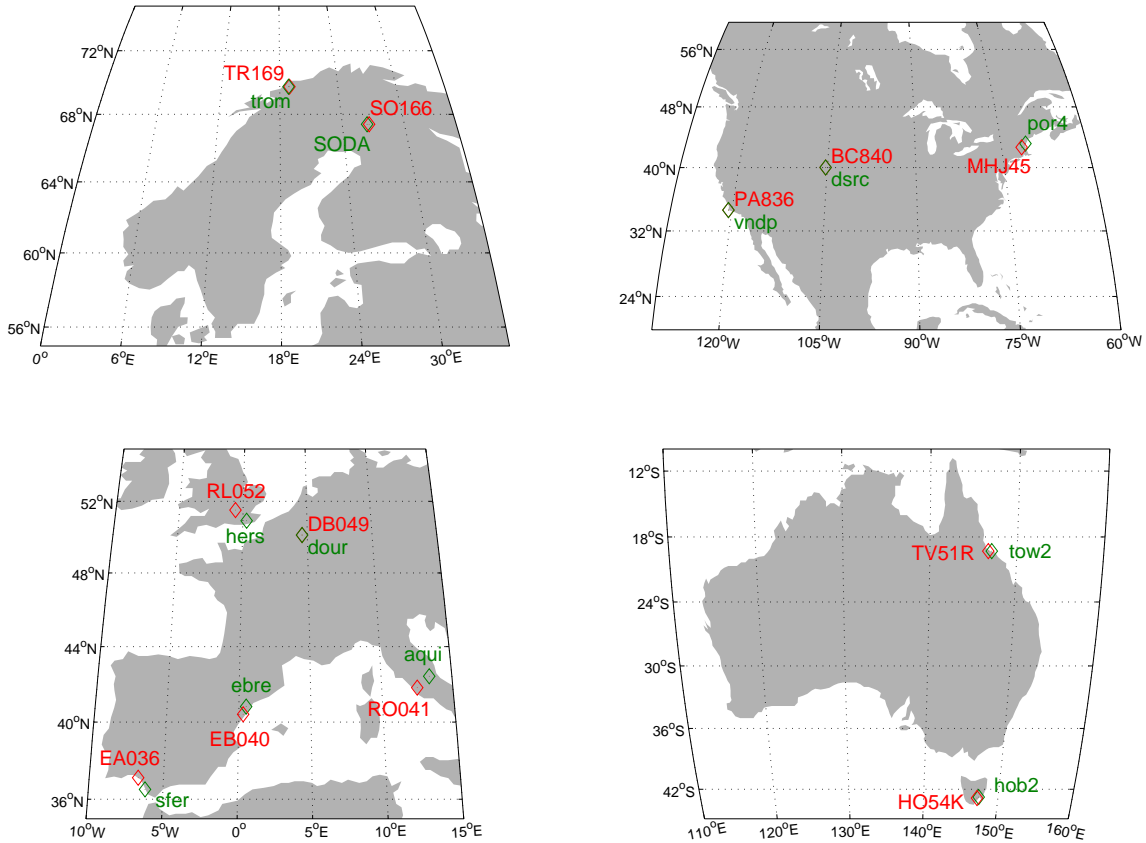 72°N
68°N
64°N
60°N
56°N
0°
6°E
12°E
18°E
24°E
30°E
TR169
trom
SO166
SODA
56°N
48°N
40°N
32°N
24°N
120°W
105°W
90°W
75°W
60°W
por4
MHJ45
BC840
dsrc
PA836
vndp
52°N
48°N
44°N
40°N
36°N
10°W
5°W
0°
5°E
10°E
15°E
RL052
hers
DB049
dour
aqui
RO041
ebre
EB040
EA036
sfer
12°S
18°S
24°S
30°S
36°S
42°S
110°E
120°E
130°E
140°E
150°E
160°E
TV51R
tow2
hob2
HO54K